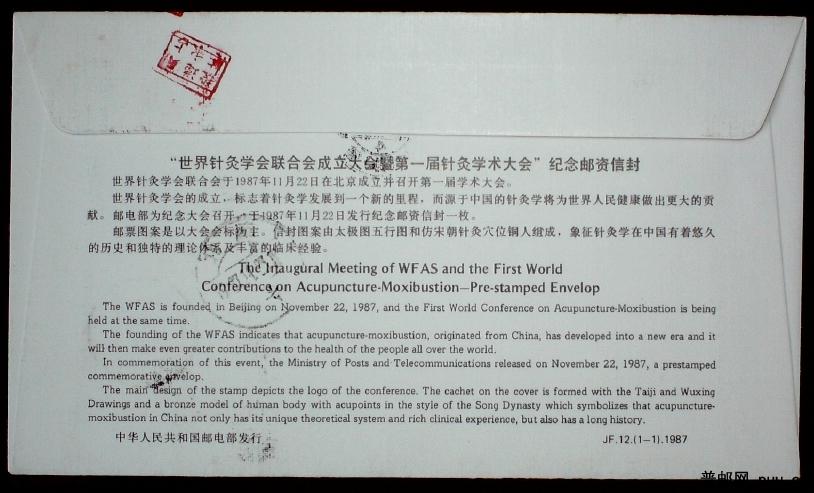 “世界针灸学会联合会成立大会暨第一届针灸学术大会”纪念邮资信封
世界针灸学会联合会于1987年11月22日在北京成立并召开第一届学术大会。
世界针灸学会的成立，标志着针灸学发展到一个新的里程，而源于中国的针灸学将为世界人民健康做出更大的贡
献。邮电部为纪念大会召开，于1987年11月22日发行纪念邮资信封一枚。
邮票图案是以大会会标为主。信封图案由太极图五行图和仿宋朝针灸穴位铜人组成，象征针灸学在中国有着悠久
的历史和独特的理论体系及丰富的临床经验。
The Inaugural Meeting of WFAS and the First World
Conference on Acupuncture-Moxibustion—Pre-stamped Envelop
The WFAS is founded in Beijing on November 22, 1987, and the First World Conference on Acupuncture-Moxibustion is being
held at the same time.
The founding of the WFAS indicates that acupuncture-moxibustion, originated from China, has developed into a new era and it
will then make even greater contributions to the health of the people all over the world.
In commemoration of this event, the Ministry of Posts and Telecommunications released on November 22, 1987, a prestamped
commemorative envelop.
The main design of the stamp depicts the logo of the conference. The cachet on the cover is formed with the Taiji and Wuxing
Drawings and a bronze model of human body with acupoints in the style of the Song Dynasty which symbolizes that acupuncture-
moxibustion in China not only has its unique theoretical system and rich clinical experience, but also has a long history.
中华人民共和国邮电部发行
JF.12.(1—1).1987
普邮网